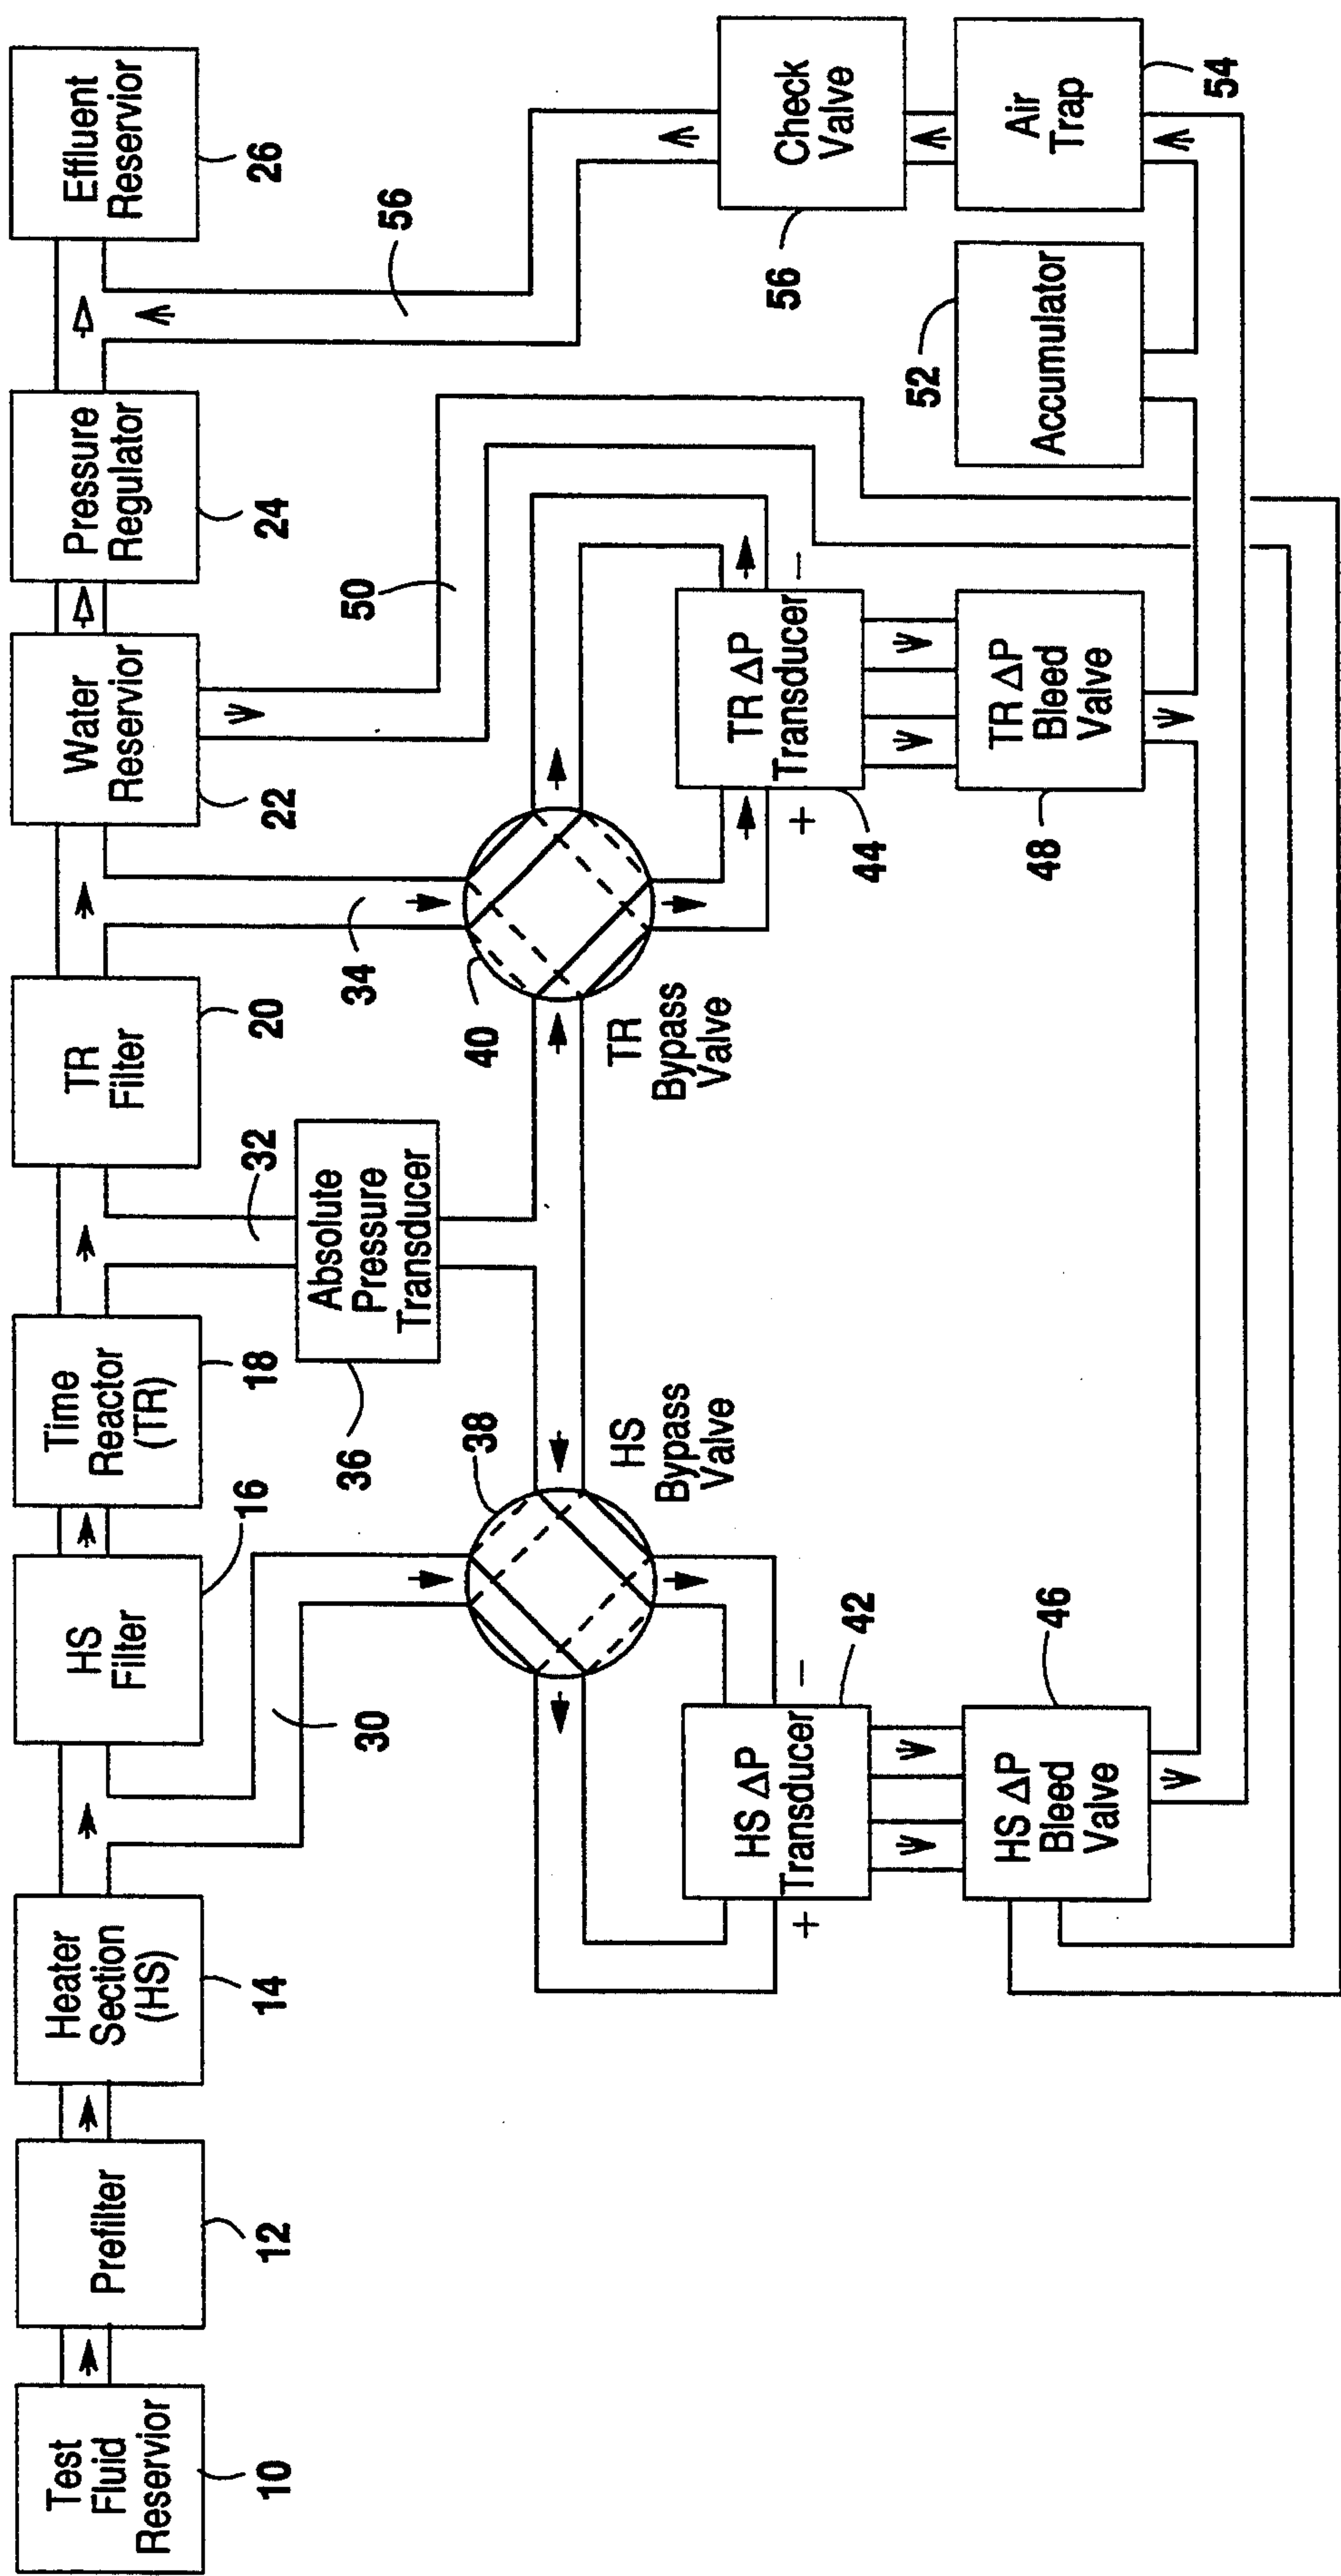 Test
Fluid
Reservior
10
Prefilter
12
Heater
Section
(HS)
14
HS
Filter
16
Time
Reactor
(TR)
18
TR
Filter
20
Water
Reservior
22
Pressure
Regulator
24
Effluent
Reservior
26
30
32
34
Absolute
Pressure
Transducer
36
38
HS
Bypass
Valve
40
TR
Bypass
Valve
50
56
HS ΔP
Transducer
+
−
42
HS ΔP
Bleed
Valve
46
TR ΔP
Transducer
+
−
44
TR ΔP
Bleed
Valve
48
Accumulator
52
Check
Valve
56
Air
Trap
54